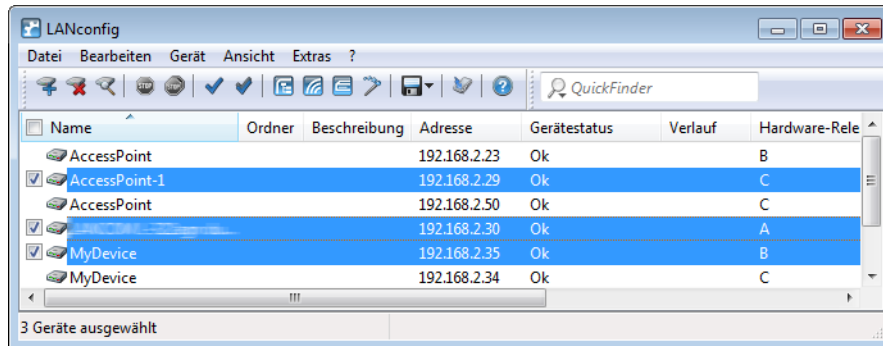 LANconfig
Datei Bearbeiten Gerät Ansicht Extras ?
QuickFinder
Name Ordner Beschreibung Adresse Gerätestatus Verlauf Hardware-Rele
AccessPoint 192.168.2.23 Ok B
AccessPoint-1 192.168.2.29 Ok C
AccessPoint 192.168.2.50 Ok C
192.168.2.30 Ok A
MyDevice 192.168.2.35 Ok B
MyDevice 192.168.2.34 Ok C
3 Geräte ausgewählt